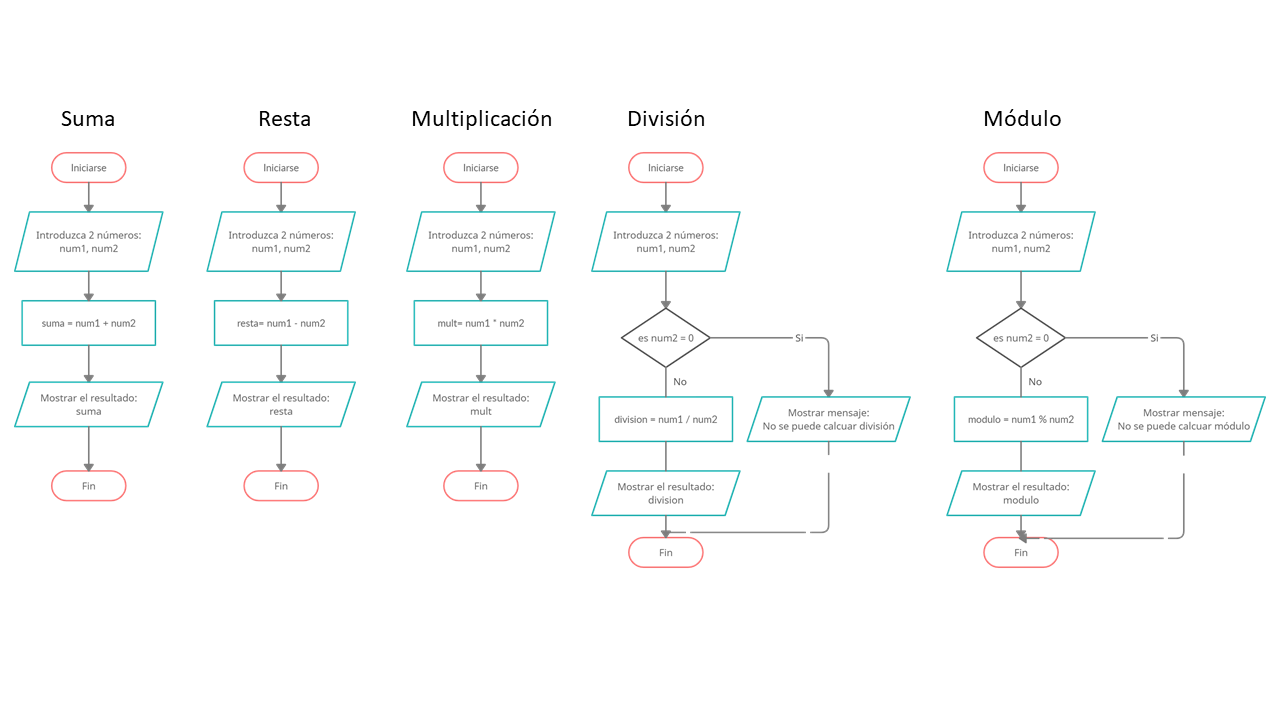 Suma
Iniciarse
Introduzca 2 números:
num1, num2
suma = num1 + num2
Mostrar el resultado:
suma
Fin
Resta
Iniciarse
Introduzca 2 números:
num1, num2
resta= num1 - num2
Mostrar el resultado:
resta
Fin
Multiplicación
Iniciarse
Introduzca 2 números:
num1, num2
mult= num1 * num2
Mostrar el resultado:
mult
Fin
División
Iniciarse
Introduzca 2 números:
num1, num2
es num2 = 0
Si
No
division = num1 / num2
Mostrar mensaje:
No se puede calcuar división
Mostrar el resultado:
division
Fin
Módulo
Iniciarse
Introduzca 2 números:
num1, num2
es num2 = 0
Si
No
modulo = num1 % num2
Mostrar mensaje:
No se puede calcuar módulo
Mostrar el resultado:
modulo
Fin